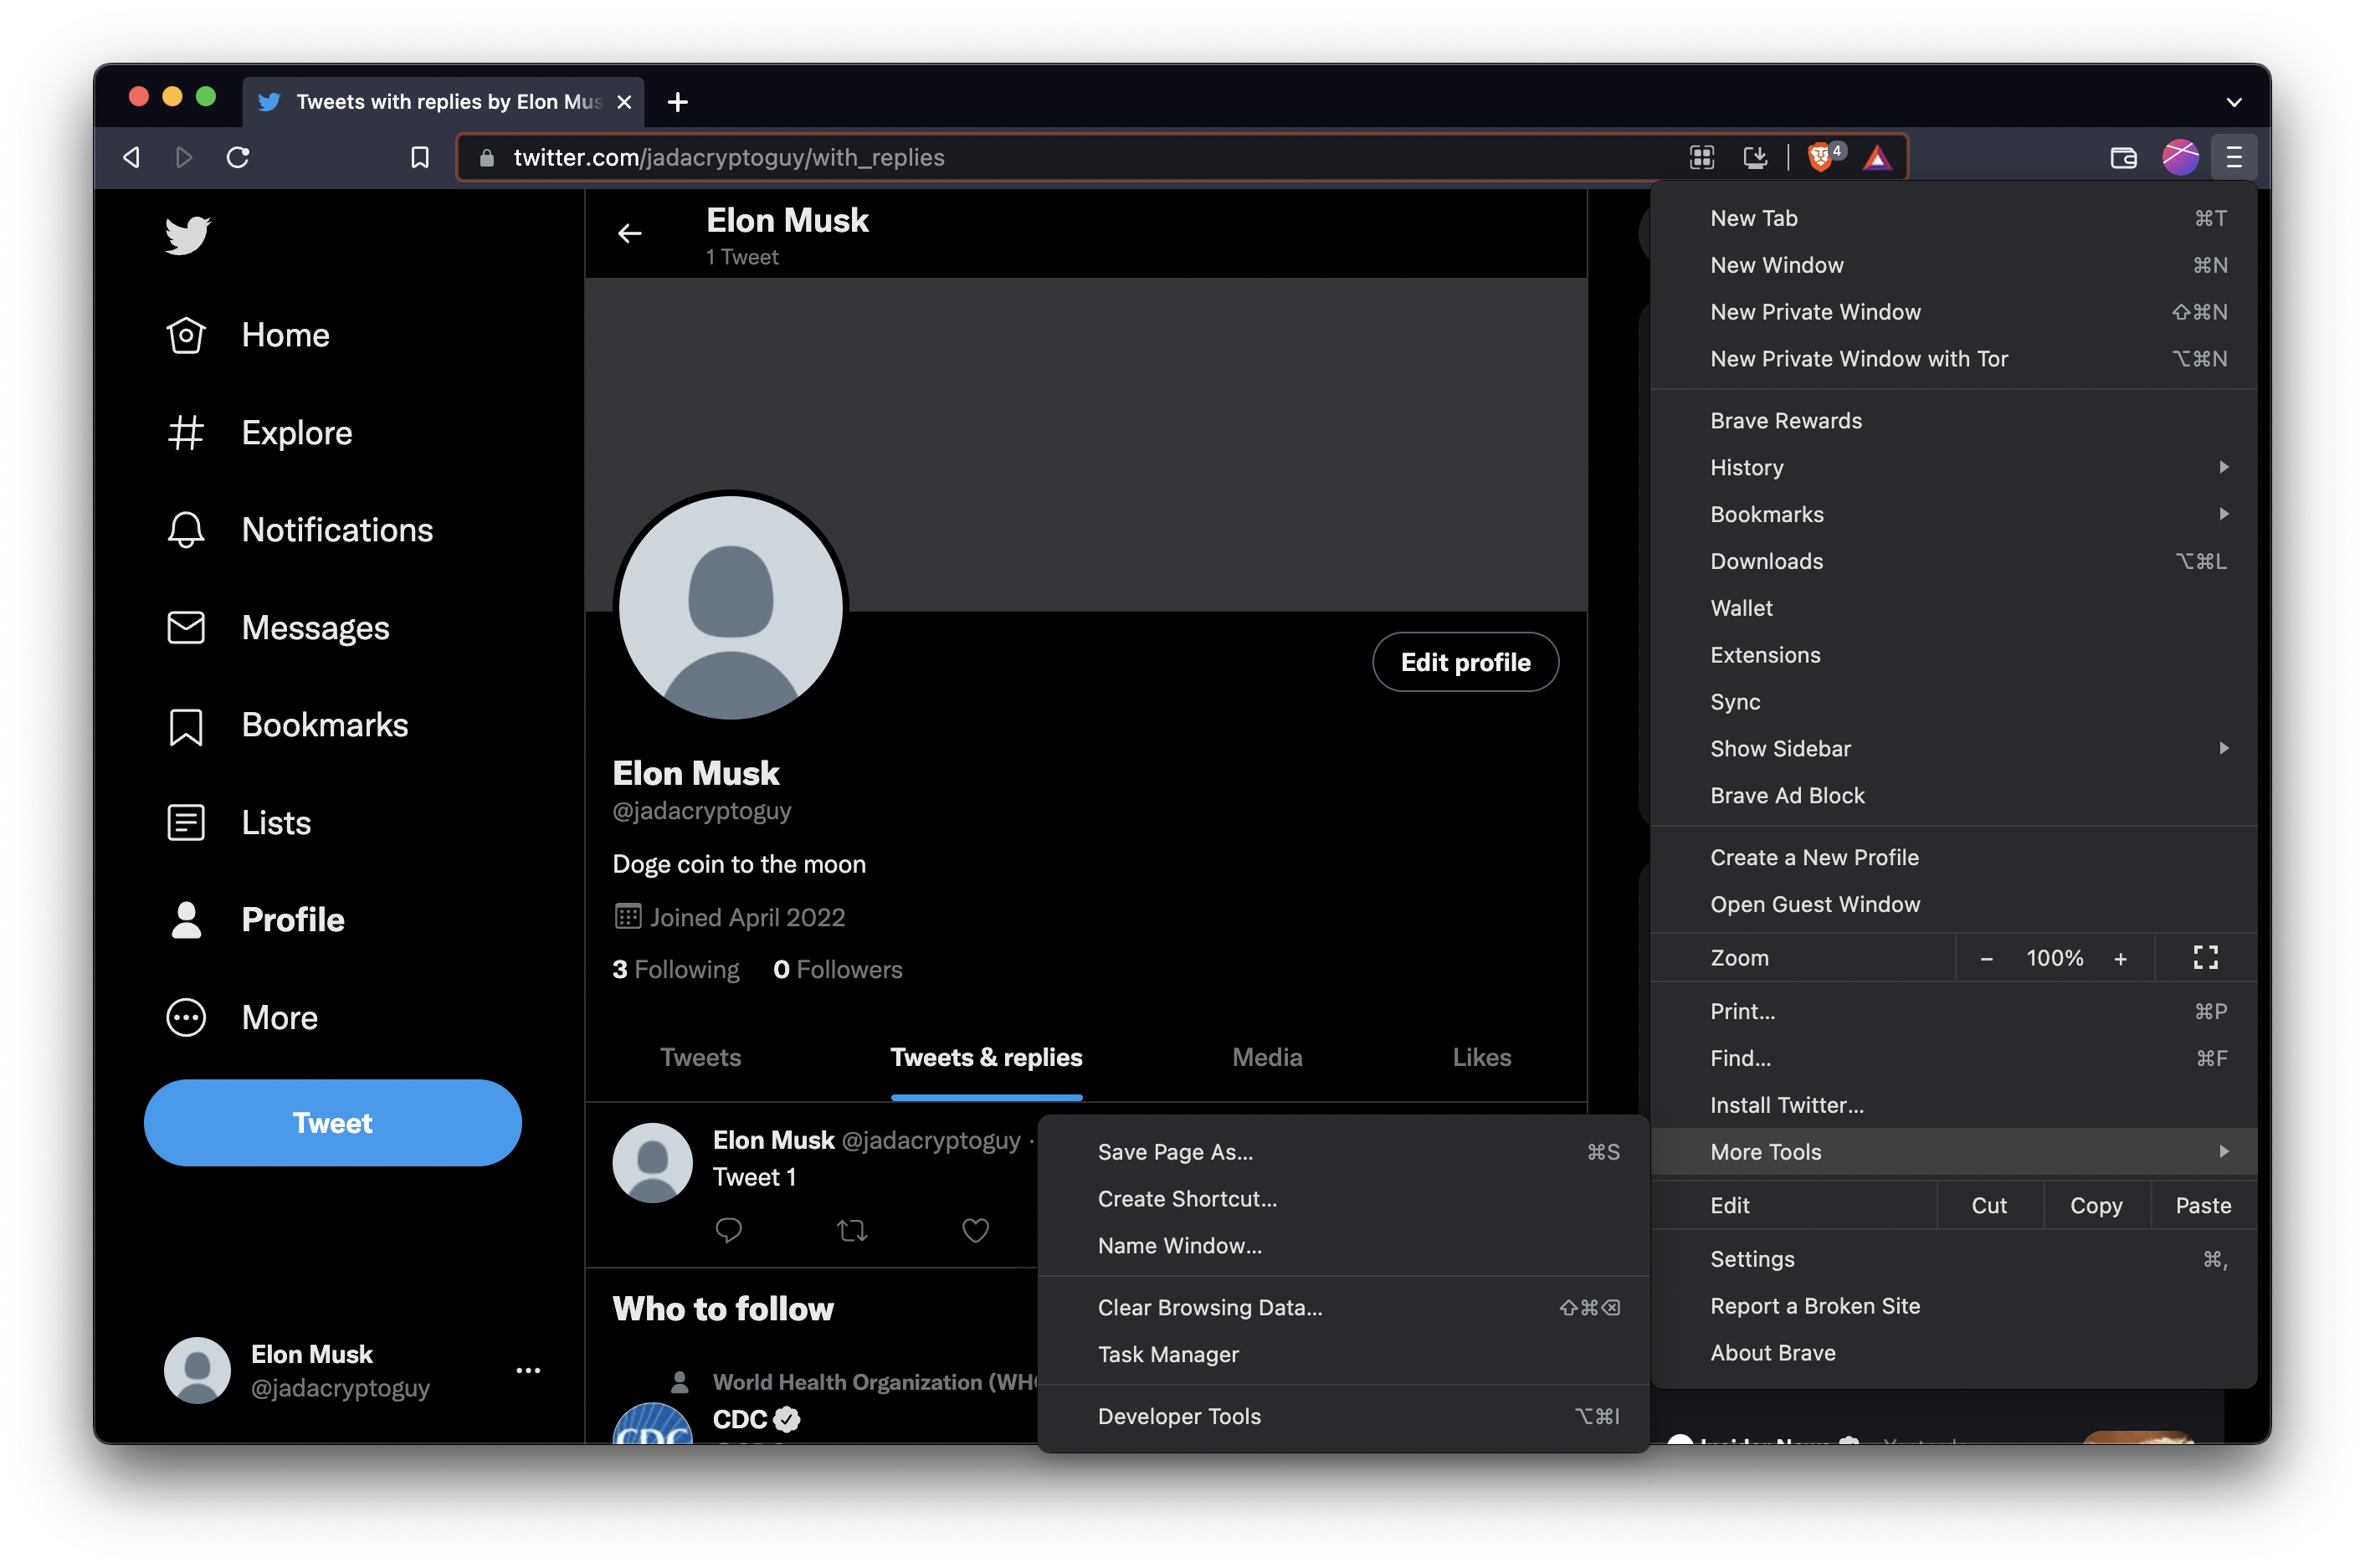 Tweets with replies by Elon Mus
twitter.com/jadacryptoguy/with_replies
4
Home
Explore
Notifications
Messages
Bookmarks
Lists
Profile
More
Tweet
Elon Musk
@jadacryptoguy
Elon Musk
1 Tweet
Edit profile
Elon Musk
@jadacryptoguy
Doge coin to the moon
Joined April 2022
3 Following 0 Followers
Tweets Tweets & replies Media Likes
Elon Musk @jadacryptoguy ·
Tweet 1
Who to follow
World Health Organization (WH
CDC
CDC
New Tab ⌘T
New Window ⌘N
New Private Window ⇧⌘N
New Private Window with Tor ⌥⌘N
Brave Rewards
History
Bookmarks
Downloads ⌥⌘L
Wallet
Extensions
Sync
Show Sidebar
Brave Ad Block
Create a New Profile
Open Guest Window
Zoom − 100% +
Print... ⌘P
Find... ⌘F
Install Twitter...
More Tools
Edit Cut Copy Paste
Settings ⌘,
Report a Broken Site
About Brave
Save Page As... ⌘S
Create Shortcut...
Name Window...
Clear Browsing Data... ⇧⌘⌫
Task Manager
Developer Tools ⌥⌘I